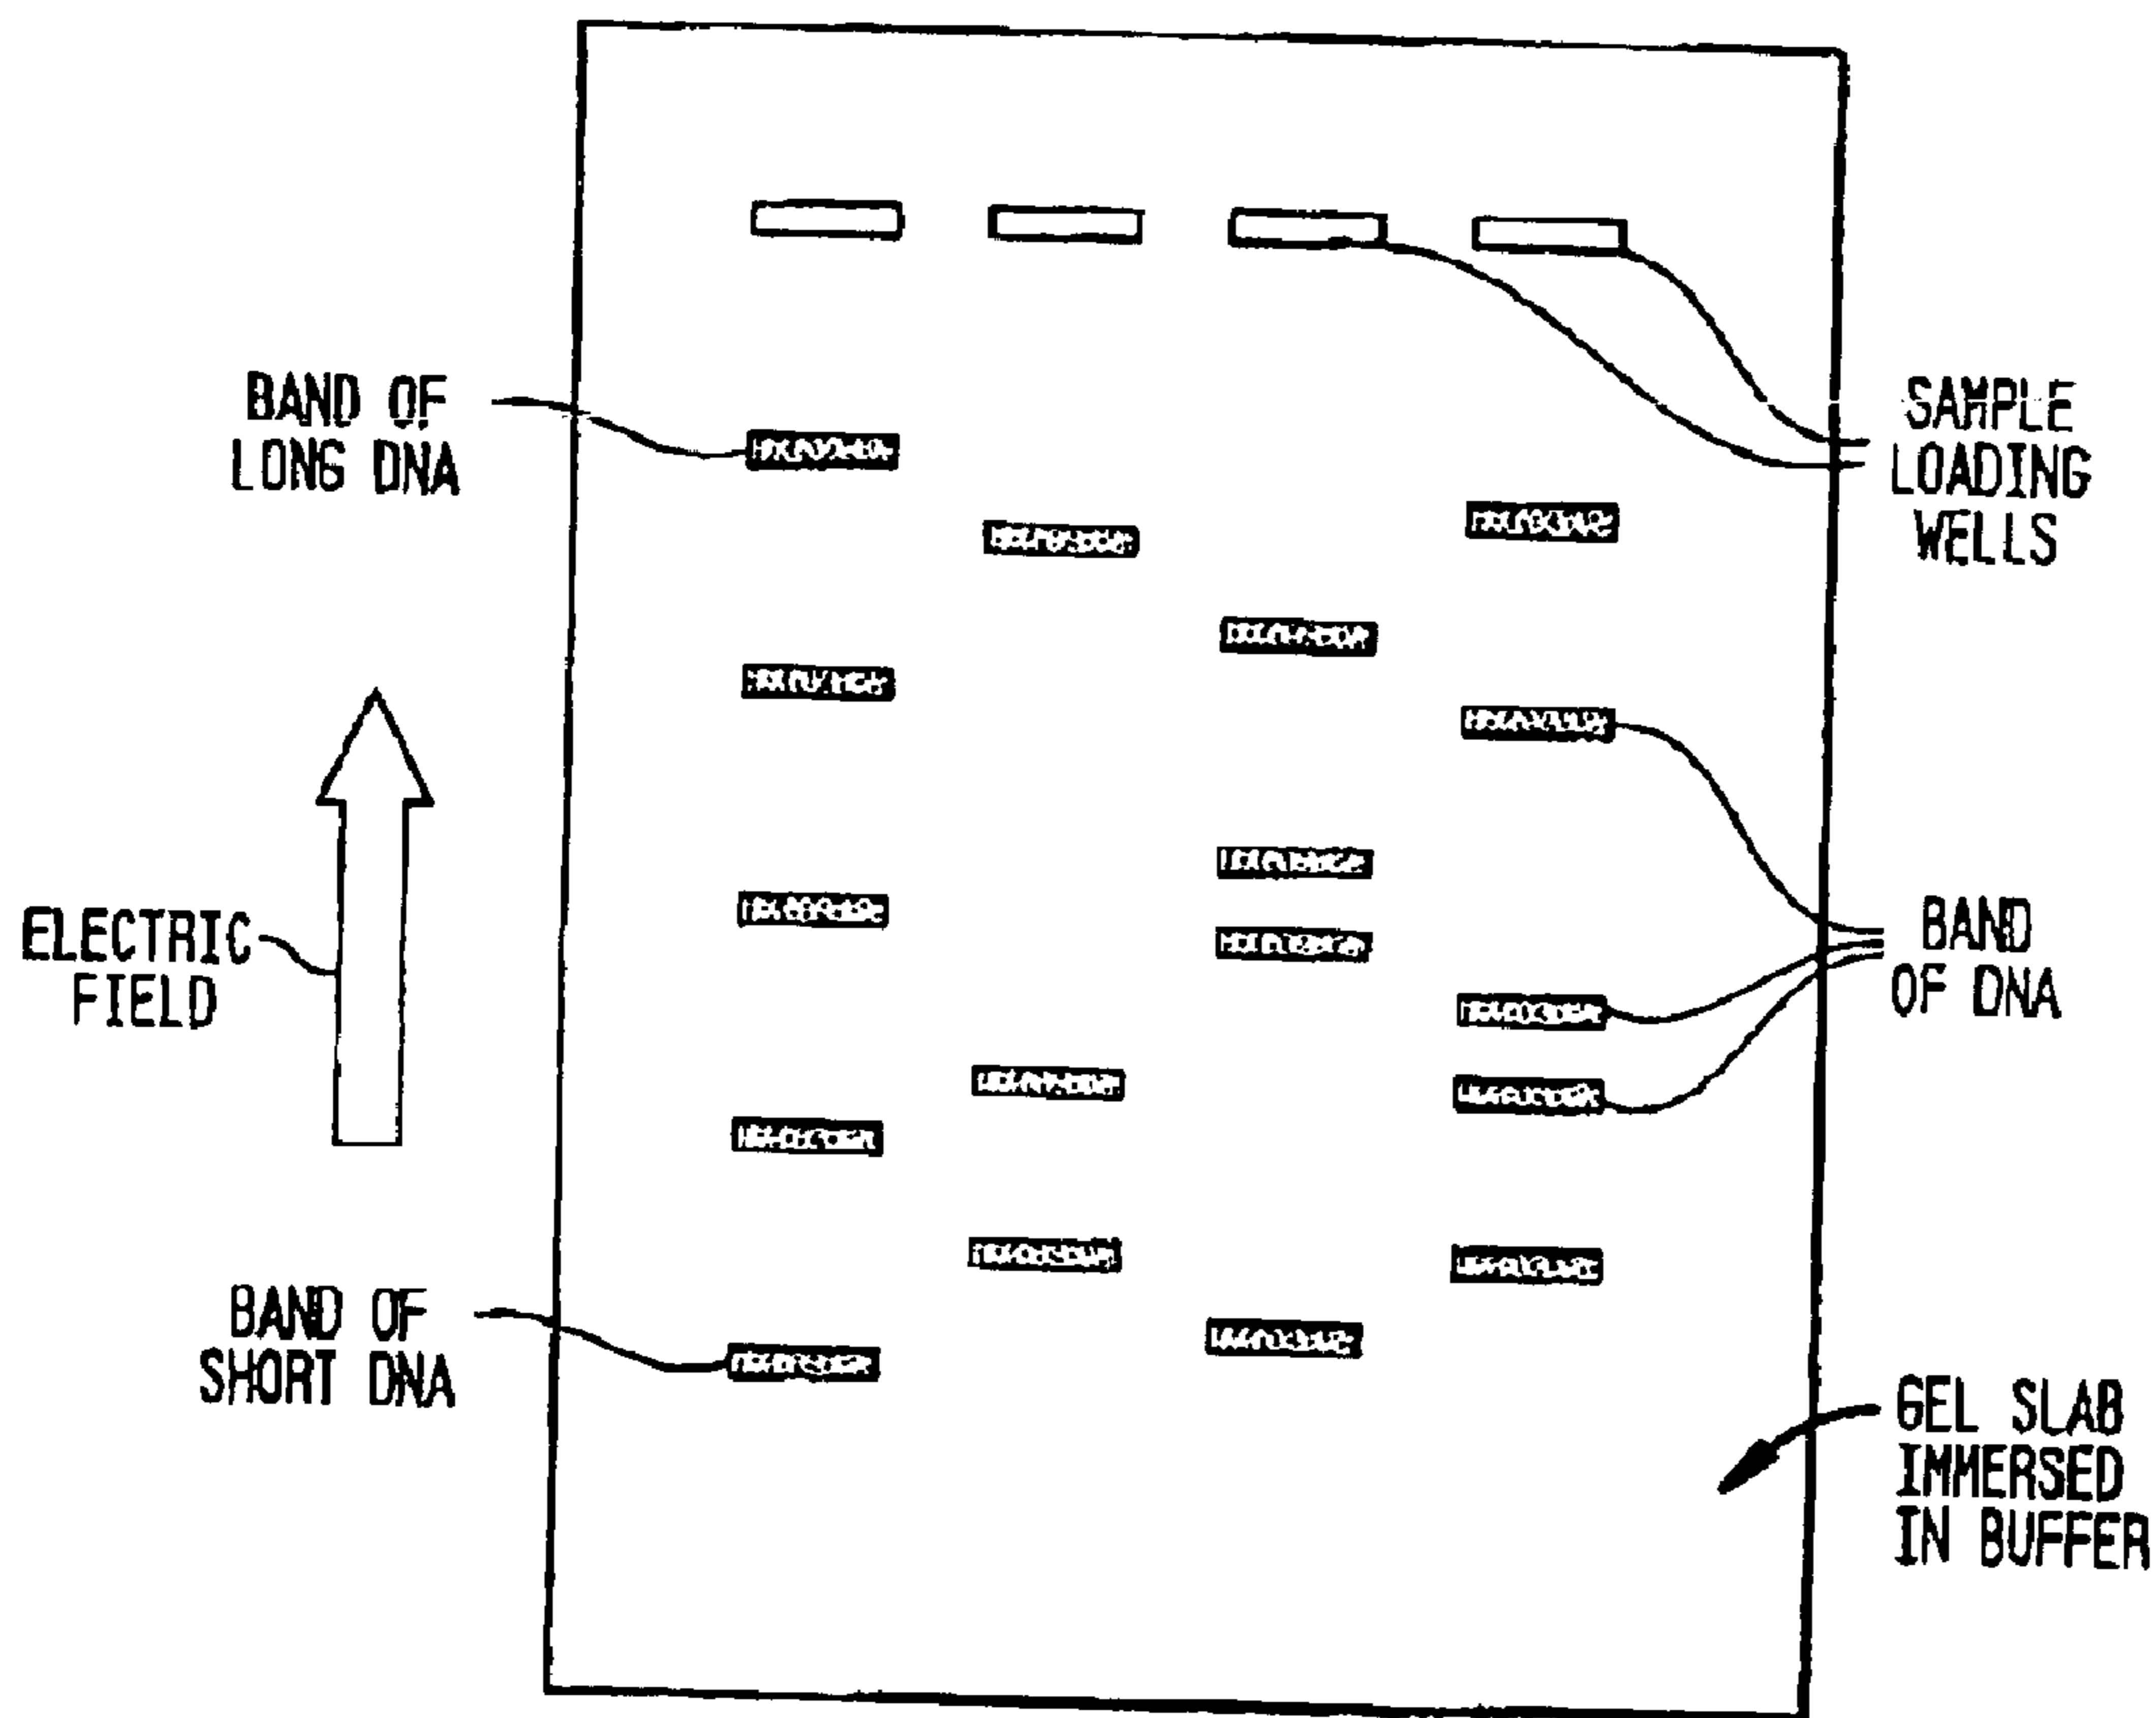 BAND OF
LONG DNA
SAMPLE
LOADING
WELLS
ELECTRIC
FIELD
BAND
OF DNA
BAND OF
SHORT DNA
GEL SLAB
IMMERSED
IN BUFFER